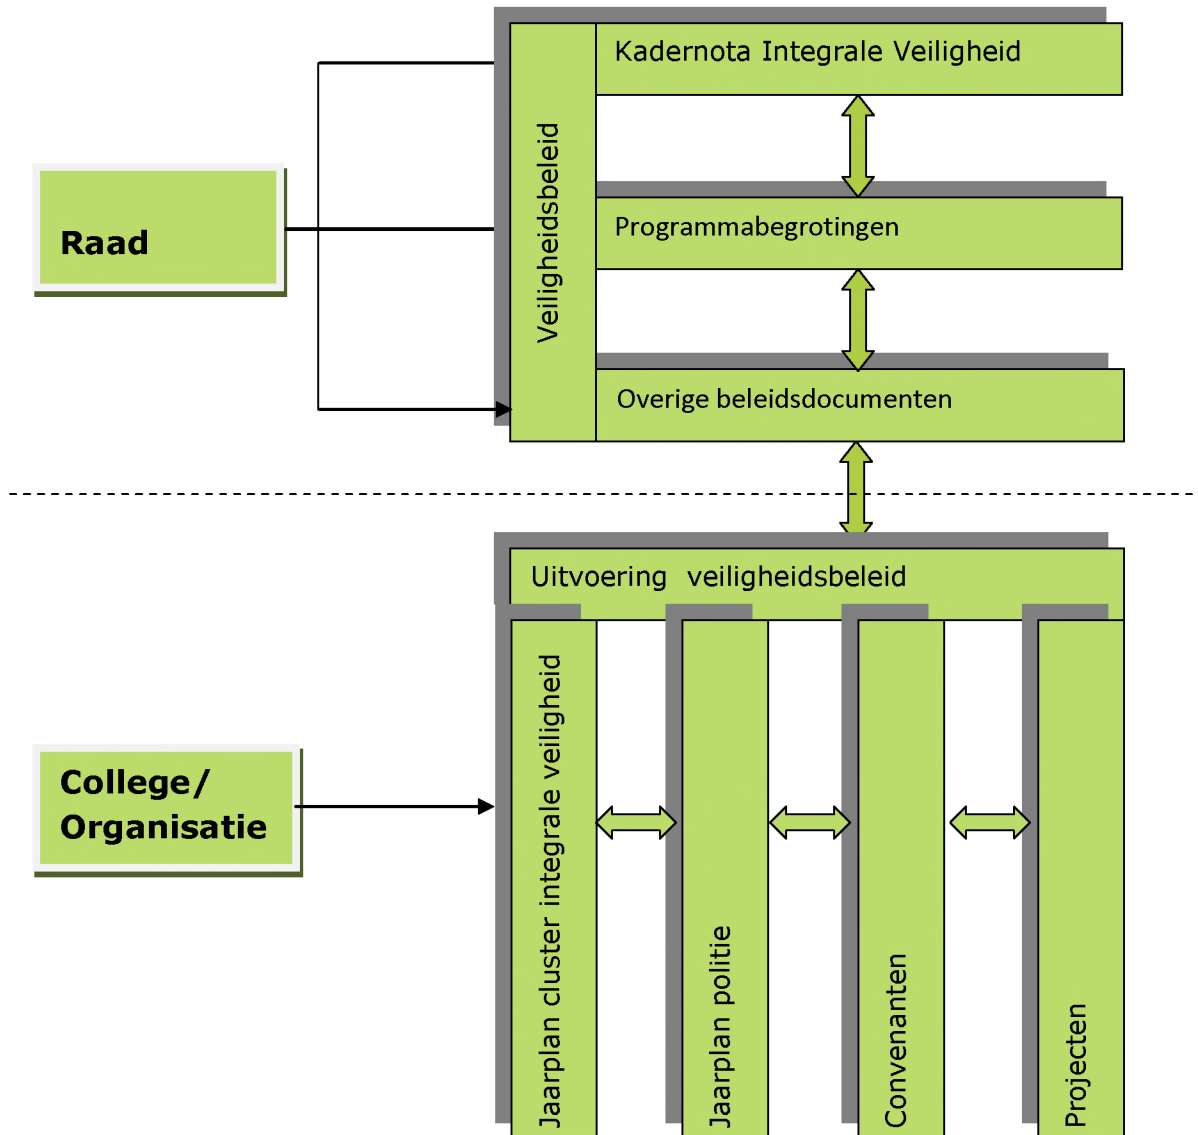 Kadernota Integrale Veiligheid
Veiligheidsbeleid
Programmabegrotingen
Raad
Overige beleidsdocumenten
Uitvoering veiligheidsbeleid
College/
Organisatie
Jaarplan cluster integrale veiligheid
Jaarplan politie
Convenanten
Projecten